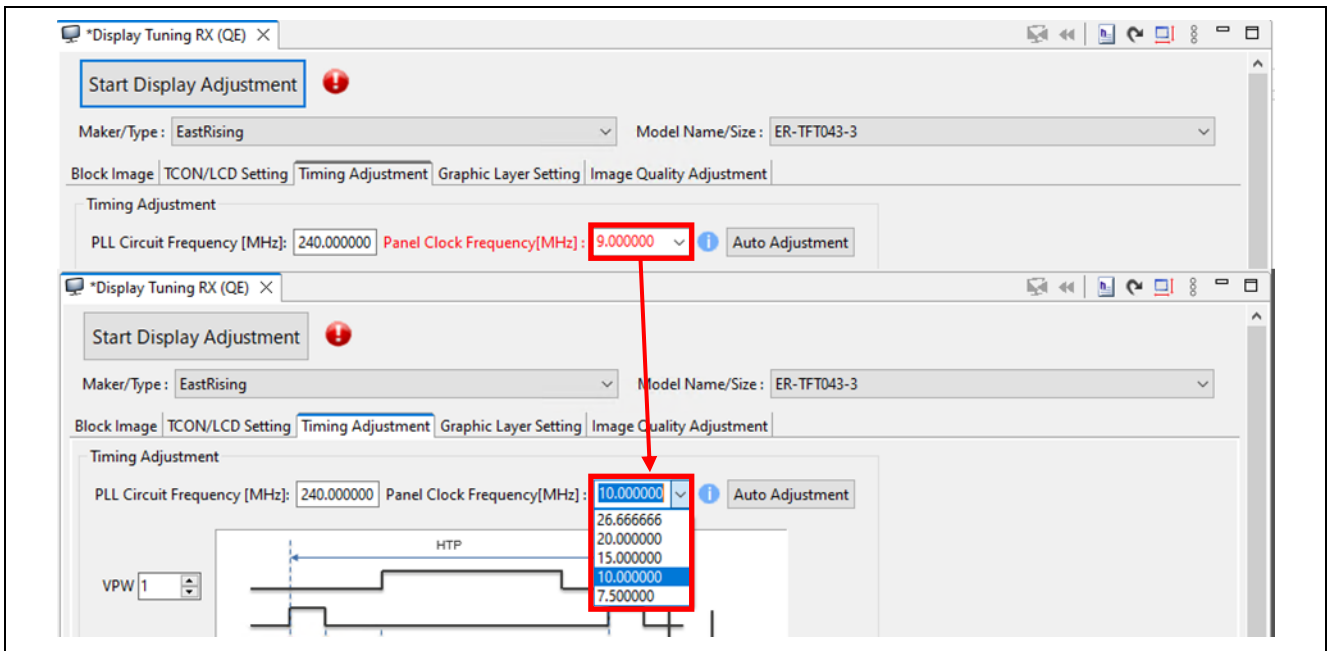 *Display Tuning RX (QE)
Start Display Adjustment
Maker/Type : EastRising Model Name/Size : ER-TFT043-3
Block Image TCON/LCD Setting Timing Adjustment Graphic Layer Setting Image Quality Adjustment
Timing Adjustment
PLL Circuit Frequency [MHz]: 240.000000 Panel Clock Frequency[MHz] : 9.000000 Auto Adjustment
*Display Tuning RX (QE)
Start Display Adjustment
Maker/Type : EastRising Model Name/Size : ER-TFT043-3
Block Image TCON/LCD Setting Timing Adjustment Graphic Layer Setting Image Quality Adjustment
Timing Adjustment
PLL Circuit Frequency [MHz]: 240.000000 Panel Clock Frequency[MHz] : 10.000000 Auto Adjustment
26.666666
20.000000
15.000000
10.000000
7.500000
HTP
VPW 1